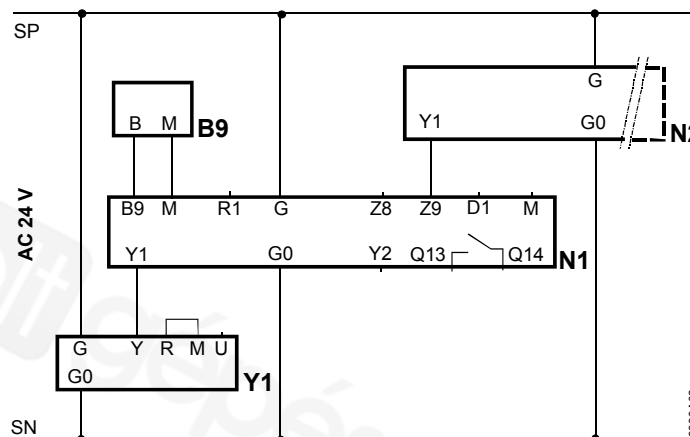 SP
G
B M B9
Y1 G0
N2
AC 24 V
B9 M R1 G Z8 Z9 D1 M
Y1 G0 Y2 Q13 Q14 N1
G Y R M U
G0 Y1
SN
gépé